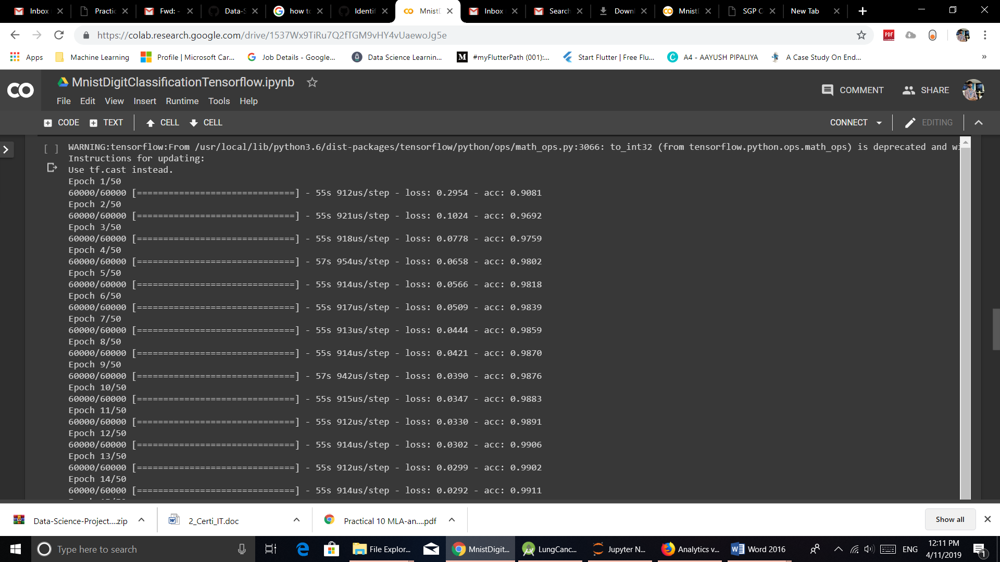 Inbox
Practic
Fwd: -
Data-S
how to
Identif
MnistD
Inbox
Search
Downl
MnistD
SGP C
New Tab
https://colab.research.google.com/drive/1537Wx9TiRu7Q2fTGM9vHY4vUaewoJg5e
PDF
Apps
Machine Learning
Profile | Microsoft Car...
Job Details - Google...
Data Science Learnin...
#myFlutterPath (001):...
Start Flutter | Free Flu...
A4 - AAYUSH PIPALIYA
A Case Study On End...
»
MnistDigitClassificationTensorflow.ipynb
COMMENT
SHARE
File Edit View Insert Runtime Tools Help
CODE TEXT CELL CELL
CONNECT
EDITING
[ ] WARNING:tensorflow:From /usr/local/lib/python3.6/dist-packages/tensorflow/python/ops/math_ops.py:3066: to_int32 (from tensorflow.python.ops.math_ops) is deprecated and wi
Instructions for updating:
Use tf.cast instead.
Epoch 1/50
60000/60000 [==============================] - 55s 912us/step - loss: 0.2954 - acc: 0.9081
Epoch 2/50
60000/60000 [==============================] - 55s 921us/step - loss: 0.1024 - acc: 0.9692
Epoch 3/50
60000/60000 [==============================] - 55s 918us/step - loss: 0.0778 - acc: 0.9759
Epoch 4/50
60000/60000 [==============================] - 57s 954us/step - loss: 0.0658 - acc: 0.9802
Epoch 5/50
60000/60000 [==============================] - 55s 914us/step - loss: 0.0566 - acc: 0.9818
Epoch 6/50
60000/60000 [==============================] - 55s 917us/step - loss: 0.0509 - acc: 0.9839
Epoch 7/50
60000/60000 [==============================] - 55s 913us/step - loss: 0.0444 - acc: 0.9859
Epoch 8/50
60000/60000 [==============================] - 55s 914us/step - loss: 0.0421 - acc: 0.9870
Epoch 9/50
60000/60000 [==============================] - 57s 942us/step - loss: 0.0390 - acc: 0.9876
Epoch 10/50
60000/60000 [==============================] - 55s 915us/step - loss: 0.0347 - acc: 0.9883
Epoch 11/50
60000/60000 [==============================] - 55s 912us/step - loss: 0.0330 - acc: 0.9891
Epoch 12/50
60000/60000 [==============================] - 55s 914us/step - loss: 0.0302 - acc: 0.9906
Epoch 13/50
60000/60000 [==============================] - 55s 912us/step - loss: 0.0299 - acc: 0.9902
Epoch 14/50
60000/60000 [==============================] - 55s 914us/step - loss: 0.0292 - acc: 0.9911
Data-Science-Project....zip
2_Certi_IT.doc
Practical 10 MLA-an....pdf
Show all
Type here to search
File Explor...
MnistDigit...
LungCanc...
Jupyter N...
Analytics v...
Word 2016
ENG
12:11 PM
4/11/2019
1